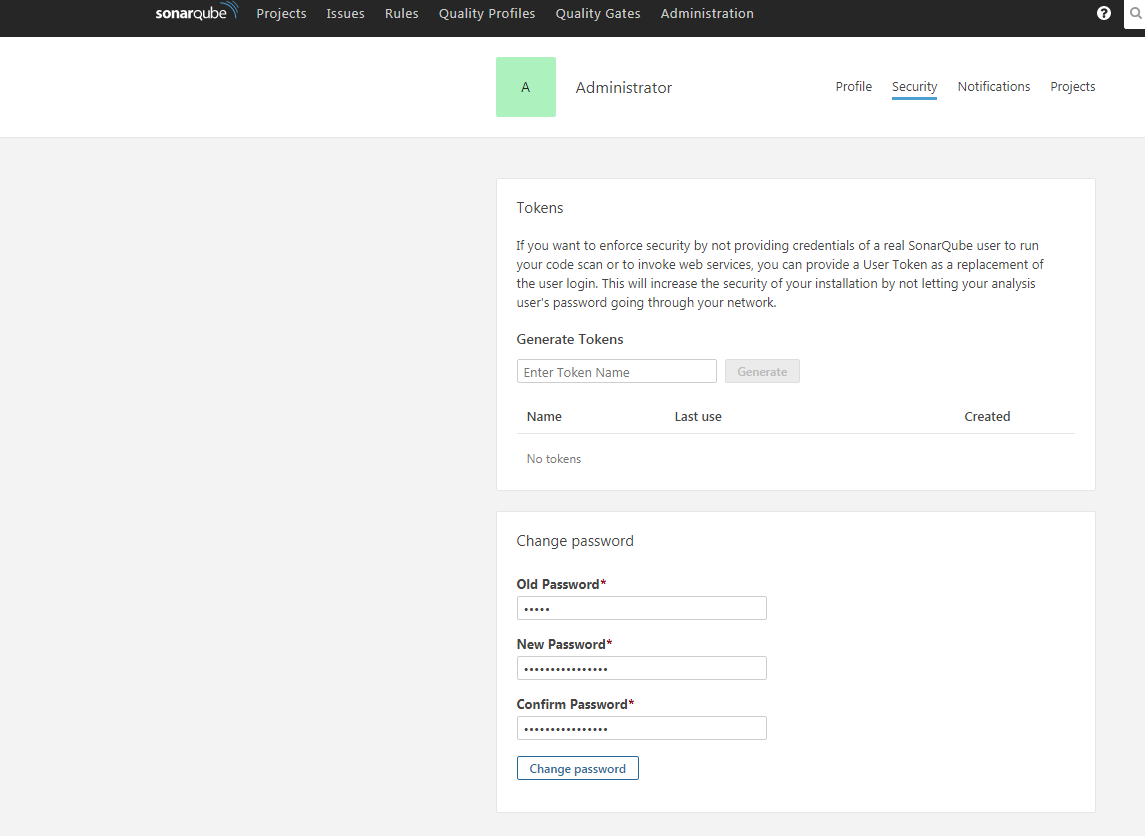 sonarqube Projects Issues Rules Quality Profiles Quality Gates Administration ?
A Administrator Profile Security Notifications Projects
Tokens
If you want to enforce security by not providing credentials of a real SonarQube user to run
your code scan or to invoke web services, you can provide a User Token as a replacement of
the user login. This will increase the security of your installation by not letting your analysis
user's password going through your network.
Generate Tokens
Enter Token Name Generate
Name Last use Created
No tokens
Change password
Old Password*
•••••
New Password*
••••••••••••••••
Confirm Password*
••••••••••••••••
Change password